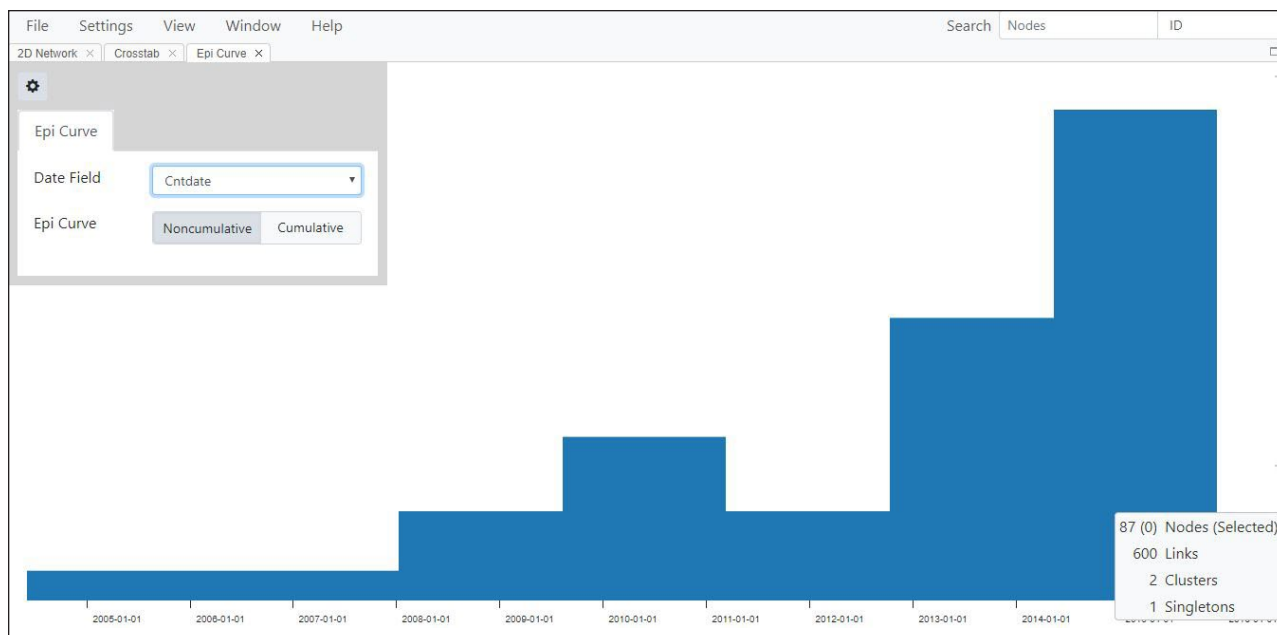 File Settings View Window Help Search Nodes ID
2D Network × Crosstab × Epi Curve ×
Epi Curve
Date Field Cntdate
Epi Curve Noncumulative Cumulative
87 (0) Nodes (Selected)
600 Links
2 Clusters
1 Singletons
2005-01-01 2006-01-01 2007-01-01 2008-01-01 2009-01-01 2010-01-01 2011-01-01 2012-01-01 2013-01-01 2014-01-01